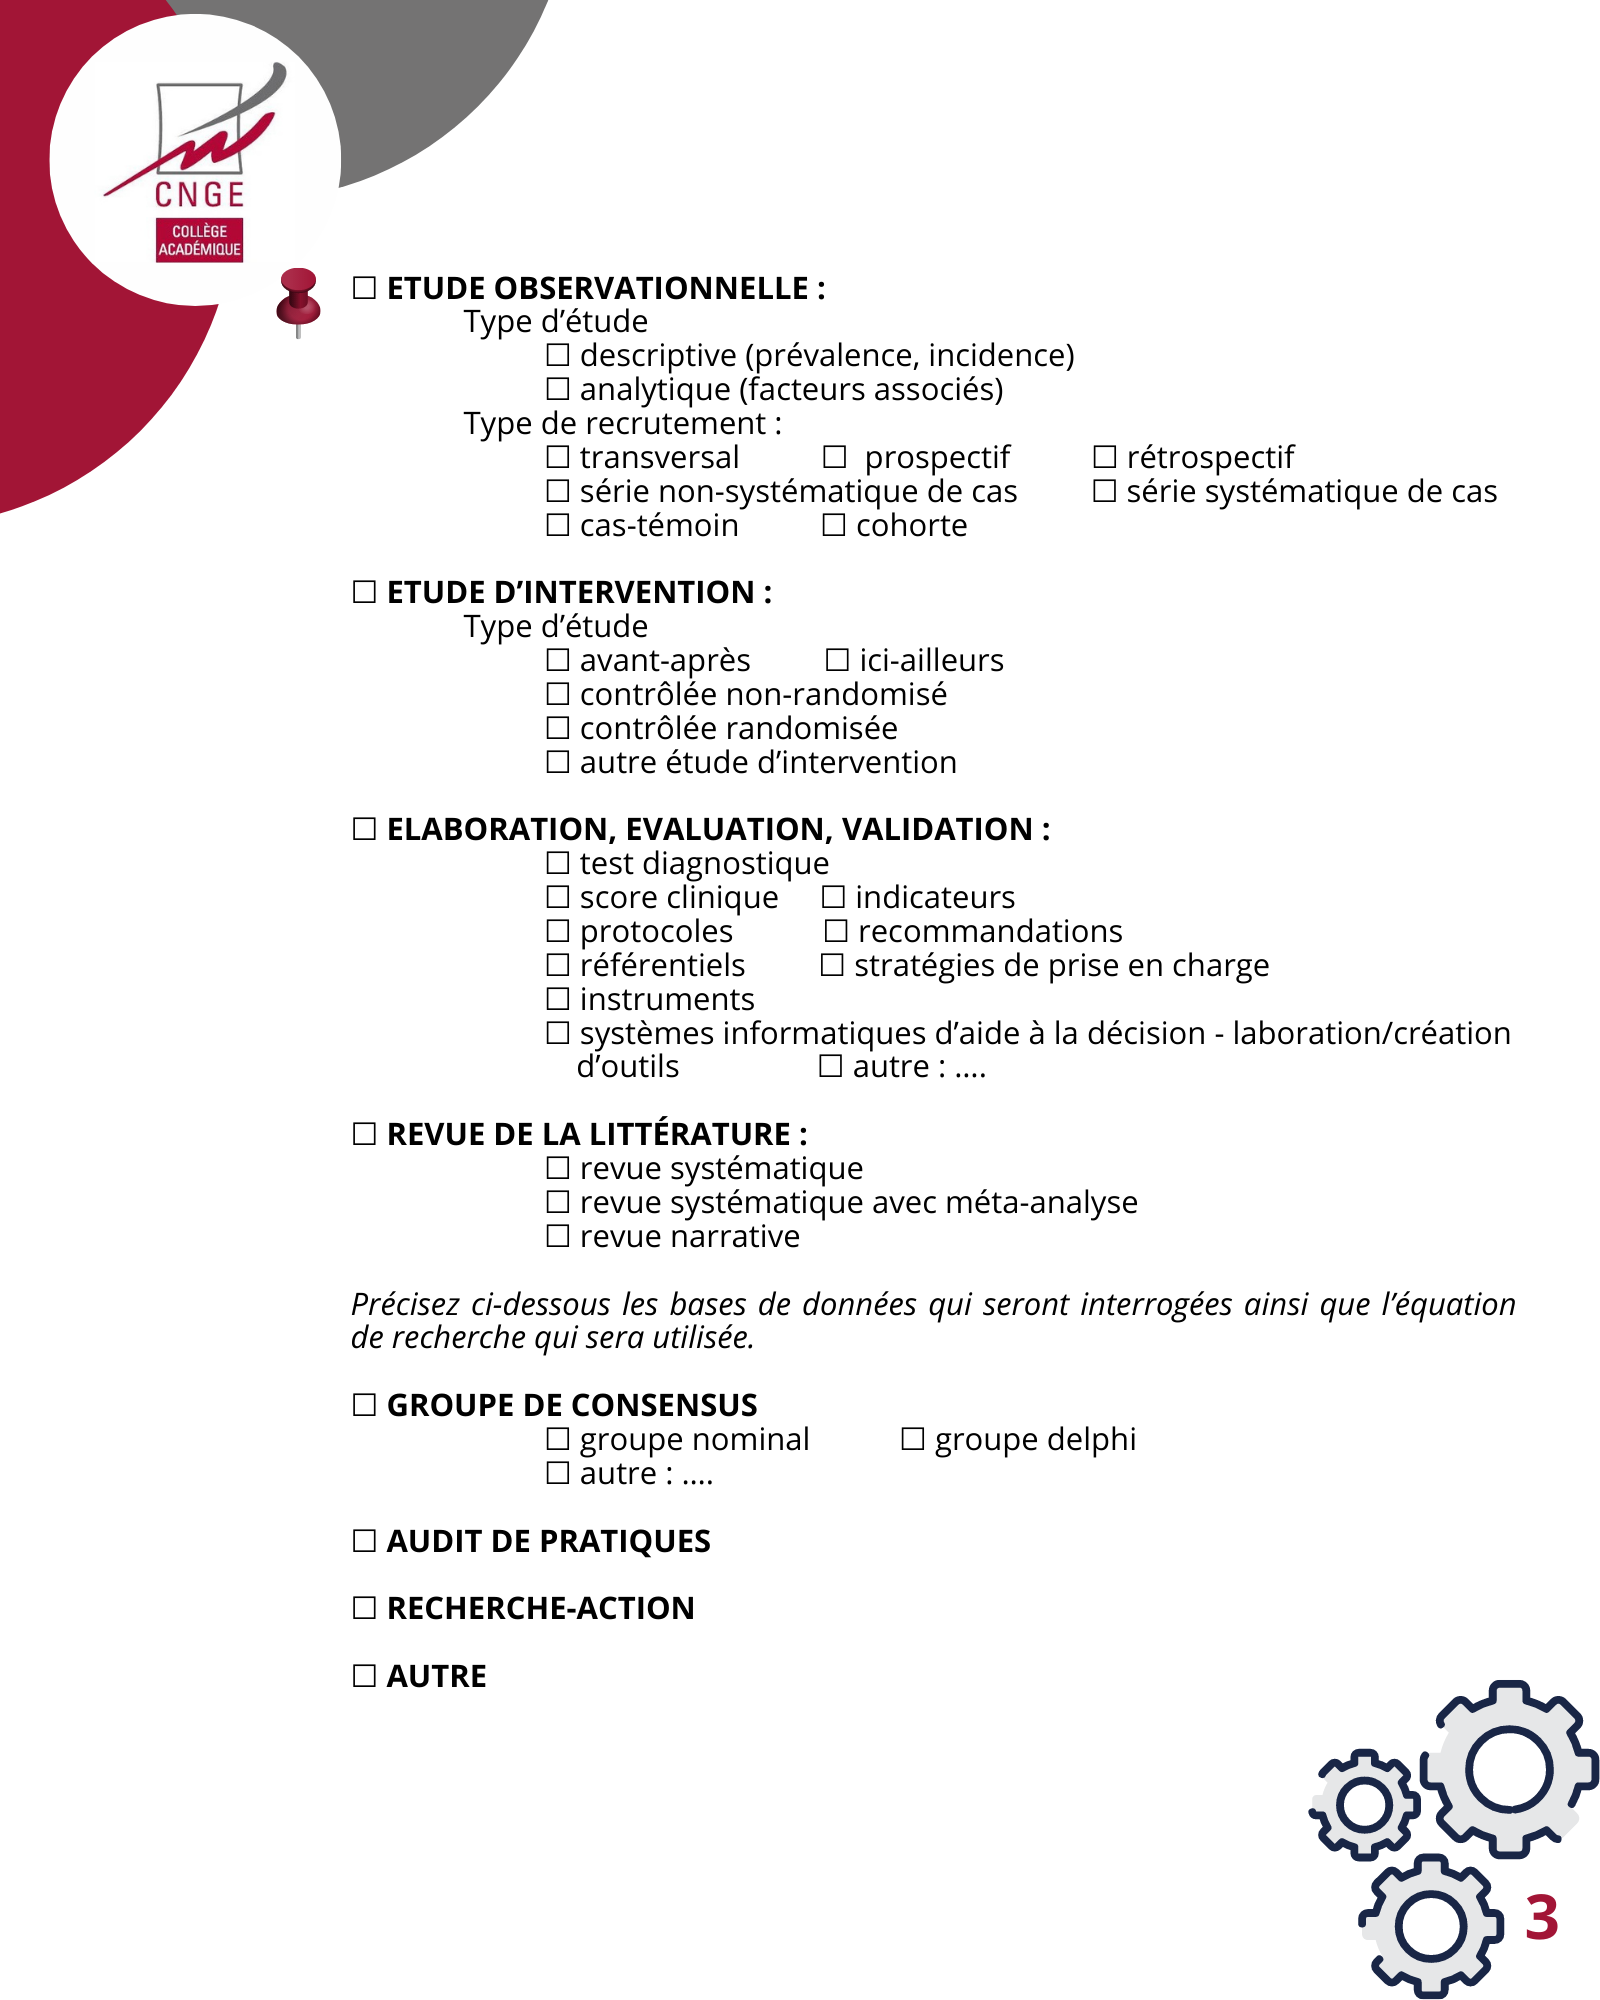 CNGE
COLLÈGE
ACADÉMIQUE
☐ ETUDE OBSERVATIONNELLE :
Type d’étude
☐ descriptive (prévalence, incidence)
☐ analytique (facteurs associés)
Type de recrutement :
☐ transversal ☐ prospectif ☐ rétrospectif
☐ série non-systématique de cas ☐ série systématique de cas
☐ cas-témoin ☐ cohorte
☐ ETUDE D’INTERVENTION :
Type d’étude
☐ avant-après ☐ ici-ailleurs
☐ contrôlée non-randomisé
☐ contrôlée randomisée
☐ autre étude d’intervention
☐ ELABORATION, EVALUATION, VALIDATION :
☐ test diagnostique
☐ score clinique ☐ indicateurs
☐ protocoles ☐ recommandations
☐ référentiels ☐ stratégies de prise en charge
☐ instruments
☐ systèmes informatiques d’aide à la décision - laboration/création
d’outils ☐ autre : ....
☐ REVUE DE LA LITTÉRATURE :
☐ revue systématique
☐ revue systématique avec méta-analyse
☐ revue narrative
Précisez ci-dessous les bases de données qui seront interrogées ainsi que l’équation
de recherche qui sera utilisée.
☐ GROUPE DE CONSENSUS
☐ groupe nominal ☐ groupe delphi
☐ autre : ....
☐ AUDIT DE PRATIQUES
☐ RECHERCHE-ACTION
☐ AUTRE
3